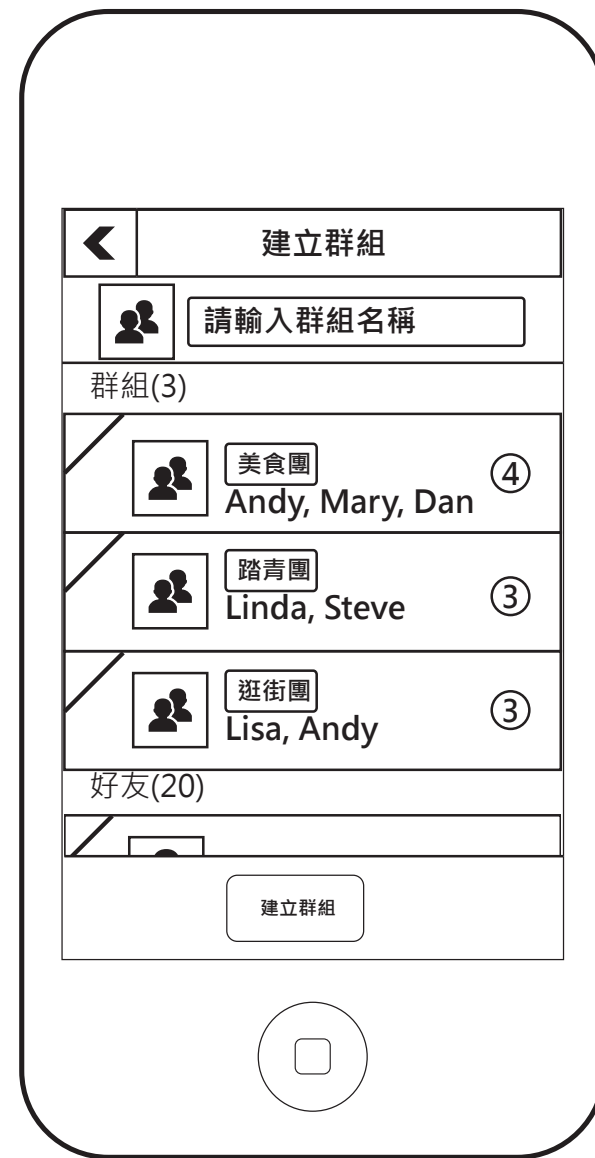 建立群組
請輸入群組名稱
群組(3)
美食團
Andy, Mary, Dan
④
踏青團
Linda, Steve
③
逛街團
Lisa, Andy
③
好友(20)
建立群組